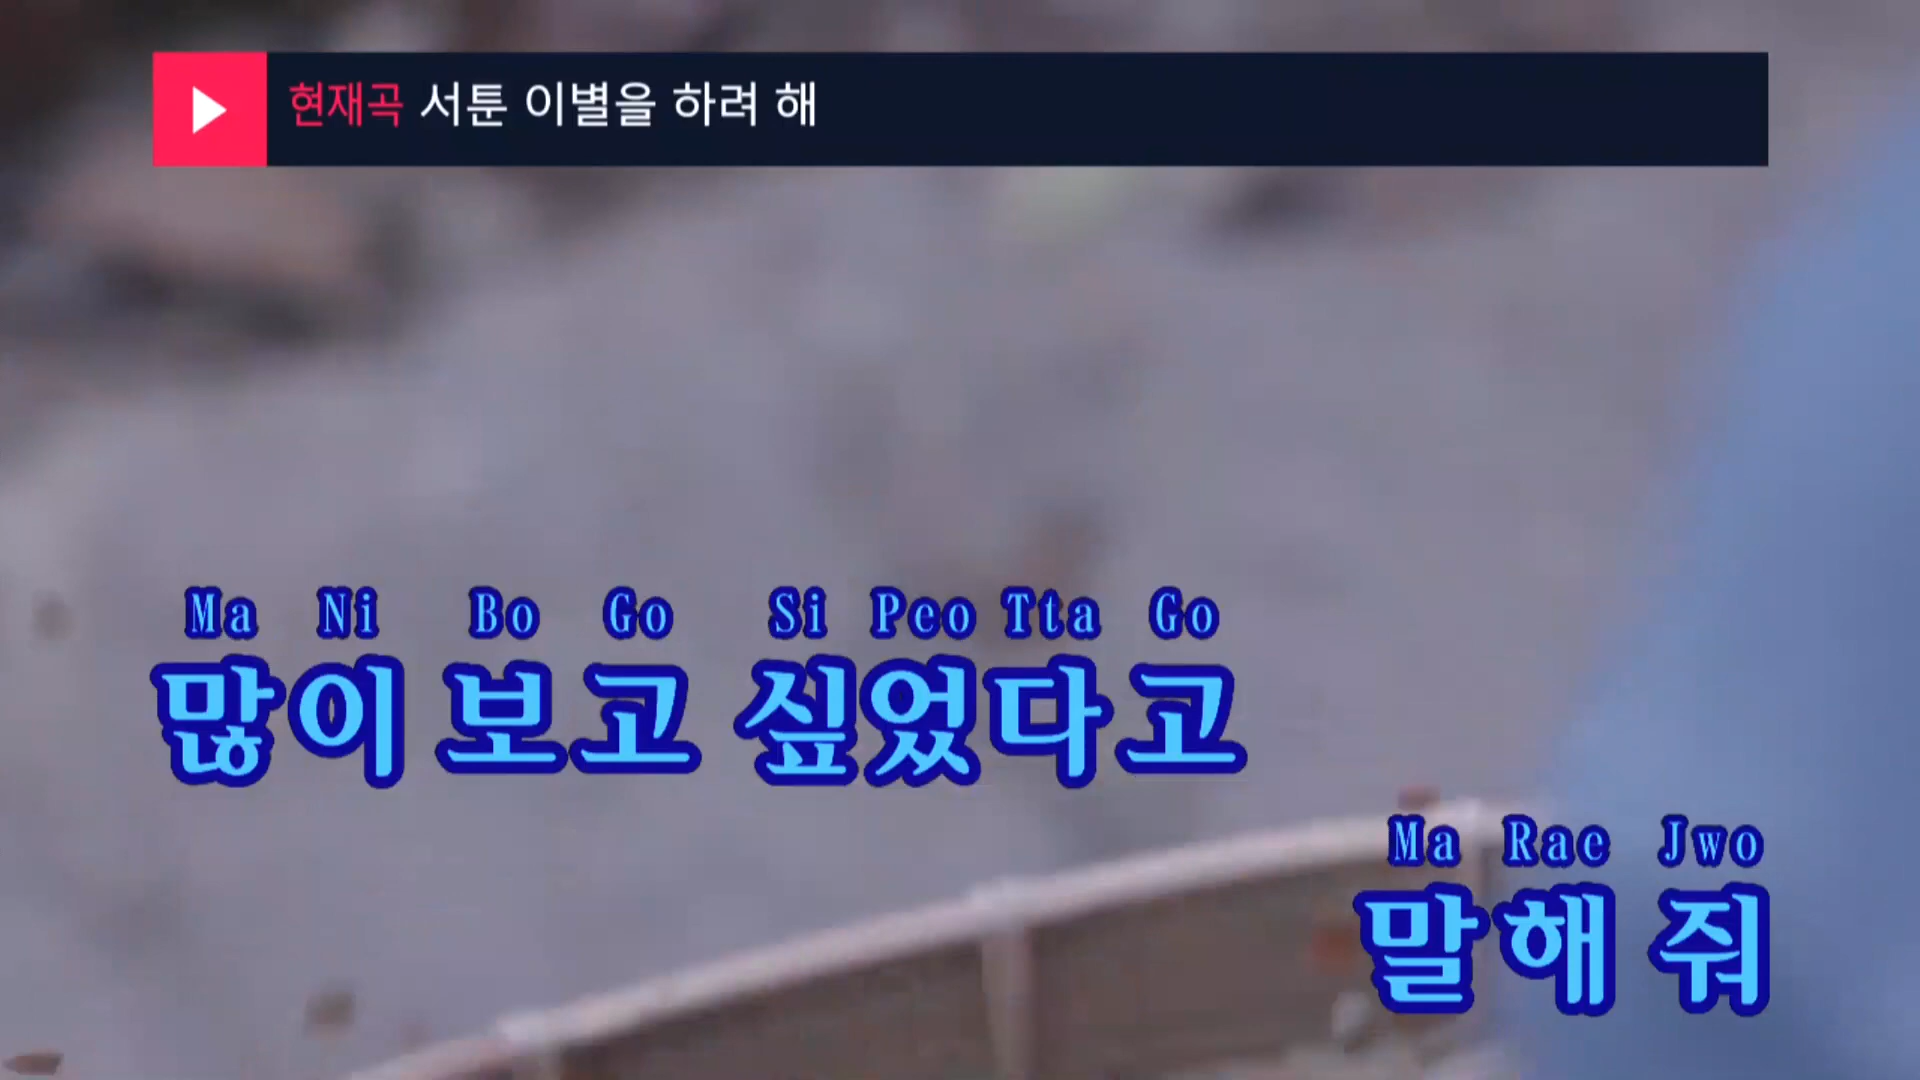 현재곡 서툰 이별을 하려 해
Ma Ni Bo Go Si Peo Tta Go
많이 보고 싶었다고
Ma Rae Jwo
말해 줘